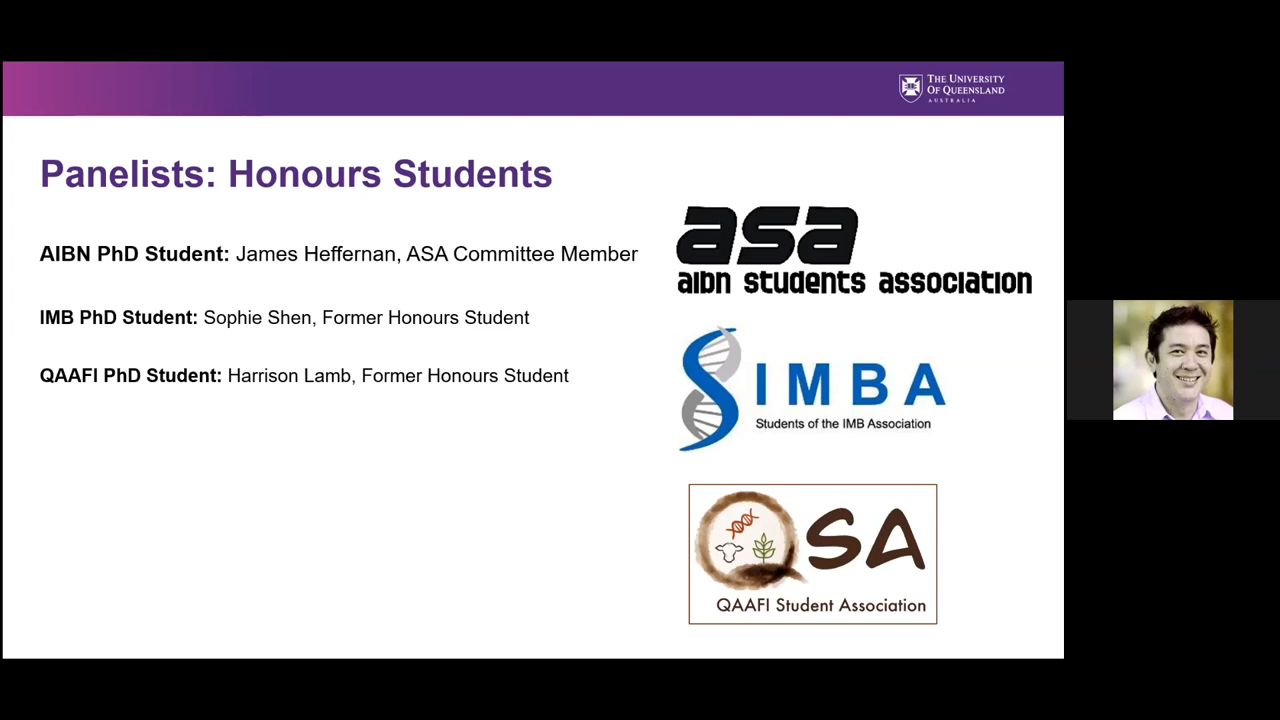 THE UNIVERSITY
OF QUEENSLAND
AUSTRALIA
Panelists: Honours Students
AIBN PhD Student: James Heffernan, ASA Committee Member
IMB PhD Student: Sophie Shen, Former Honours Student
QAAFI PhD Student: Harrison Lamb, Former Honours Student
asa
aibn students association
SIMBA
Students of the IMB Association
QSA
QAAFI Student Association